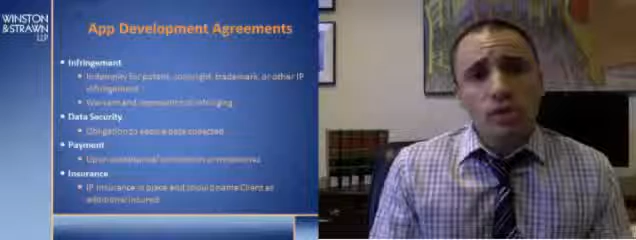 WINSTON
& STRAWN
LLP
App Development Agreements
Infringement
Indemnity for patent, copyright, trademark, or other IP
infringement
Warrant and represent
Data Security
Obligation to secure data collected
Payment
Upon acceptance/
Insurance
IP Insurance in place and should name Client as
additional insured